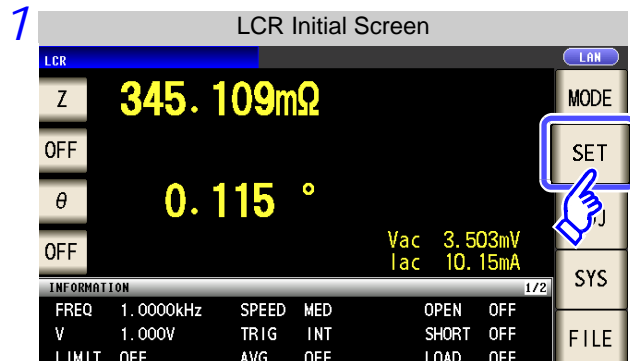 1
LCR Initial Screen
LCR
LAN
Z 345.109mΩ
MODE
OFF
SET
θ 0.115 °
OFF
Vac 3.503mV
Iac 10.15mA
SYS
INFORMATION 1/2
FREQ 1.0000kHz SPEED MED OPEN OFF
V 1.000V TRIG INT SHORT OFF
FILE
LIMIT OFF AVG OFF LOAD OFF